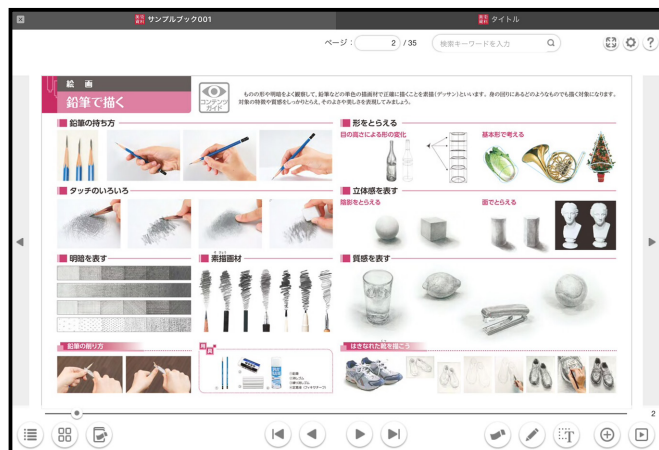 サンプルブック001
タイトル
ページ： 2 / 35 検索キーワードを入力
絵 画
鉛筆で描く
コンテンツ
ガイド
ものの形や明暗をよく観察して、鉛筆などの単色の描画材で正確に描くことを素描（デッサン）といいます。身の回りにあるどのようなものでも描く対象になります。
対象の特徴や質感をしっかりとらえ、そのよさや美しさを表現してみましょう。
鉛筆の持ち方
タッチのいろいろ
明暗を表す
素描画材
鉛筆の削り方
用具
形をとらえる
目の高さによる形の変化
基本形で考える
立体感を表す
陰影をとらえる
面でとらえる
質感を表す
はきなれた靴を描こう
2